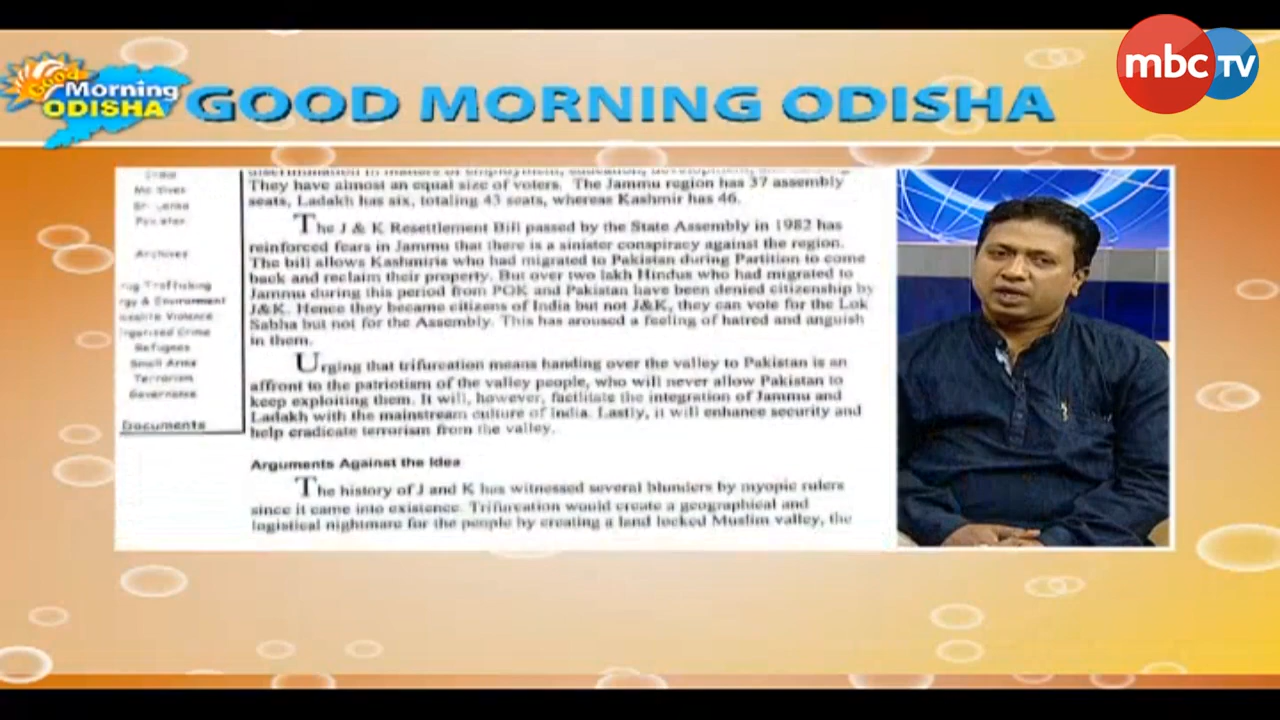 Good
Morning
ODISHA
GOOD MORNING ODISHA
mbc TV
Sri Lanka
Pakistan
Archives
Trafficking
& Environment
Violence
Organised Crime
Refugees
Small Arms
Terrorism
Governance
Documents
discrimination in matters of employment, education, development,
They have almost an equal size of voters. The Jammu region has 37 assembly
seats, Ladakh has six, totaling 43 seats, whereas Kashmir has 46.
The J & K Resettlement Bill passed by the State Assembly in 1982 has
reinforced fears in Jammu that there is a sinister conspiracy against the region.
The bill allows Kashmiris who had migrated to Pakistan during Partition to come
back and reclaim their property. But over two lakh Hindus who had migrated to
Jammu during this period from POK and Pakistan have been denied citizenship by
J&K. Hence they became citizens of India but not J&K, they can vote for the Lok
Sabha but not for the Assembly. This has aroused a feeling of hatred and anguish
in them.
Urging that trifurcation means handing over the valley to Pakistan is an
affront to the patriotism of the valley people, who will never allow Pakistan to
keep exploiting them. It will, however, facilitate the integration of Jammu and
Ladakh with the mainstream culture of India. Lastly, it will enhance security and
help eradicate terrorism from the valley.
Arguments Against the Idea
The history of J and K has witnessed several blunders by myopic rulers
since it came into existence. Trifurcation would create a geographical and
logistical nightmare for the people by creating a land locked Muslim valley, the